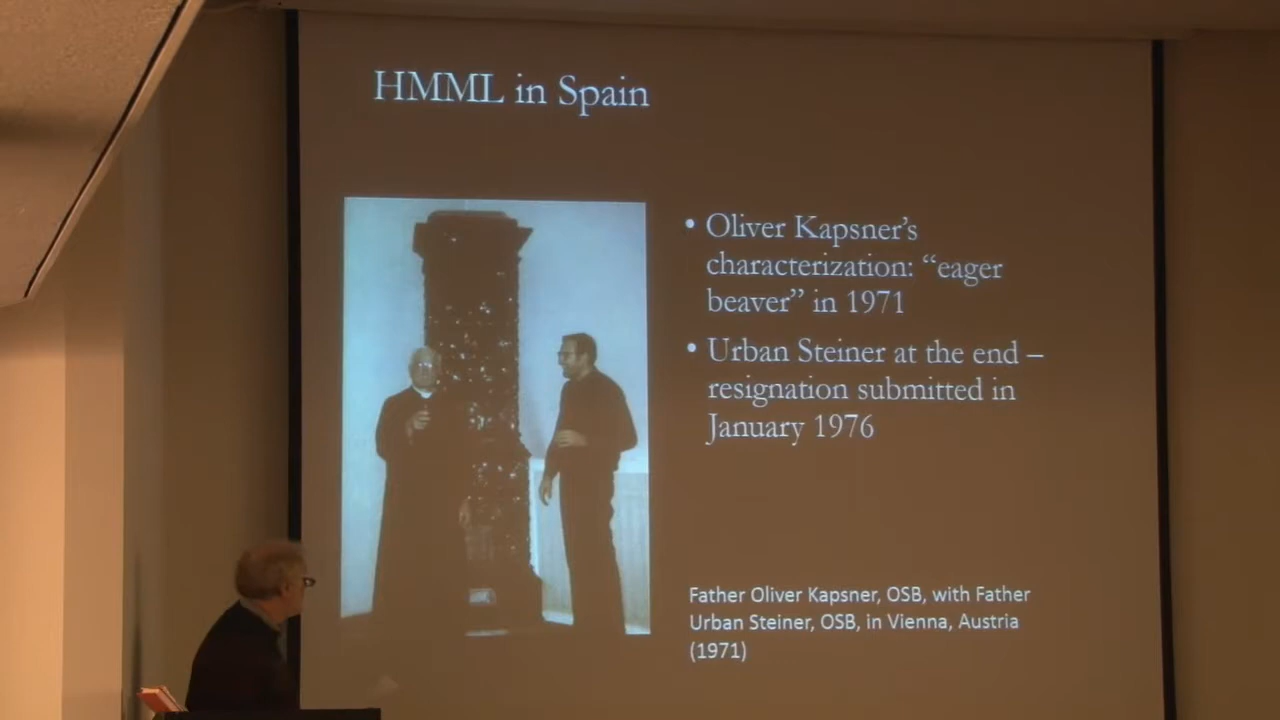 HMML in Spain
• Oliver Kapsner’s
characterization: “eager
beaver” in 1971
• Urban Steiner at the end –
resignation submitted in
January 1976
Father Oliver Kapsner, OSB, with Father
Urban Steiner, OSB, in Vienna, Austria
(1971)